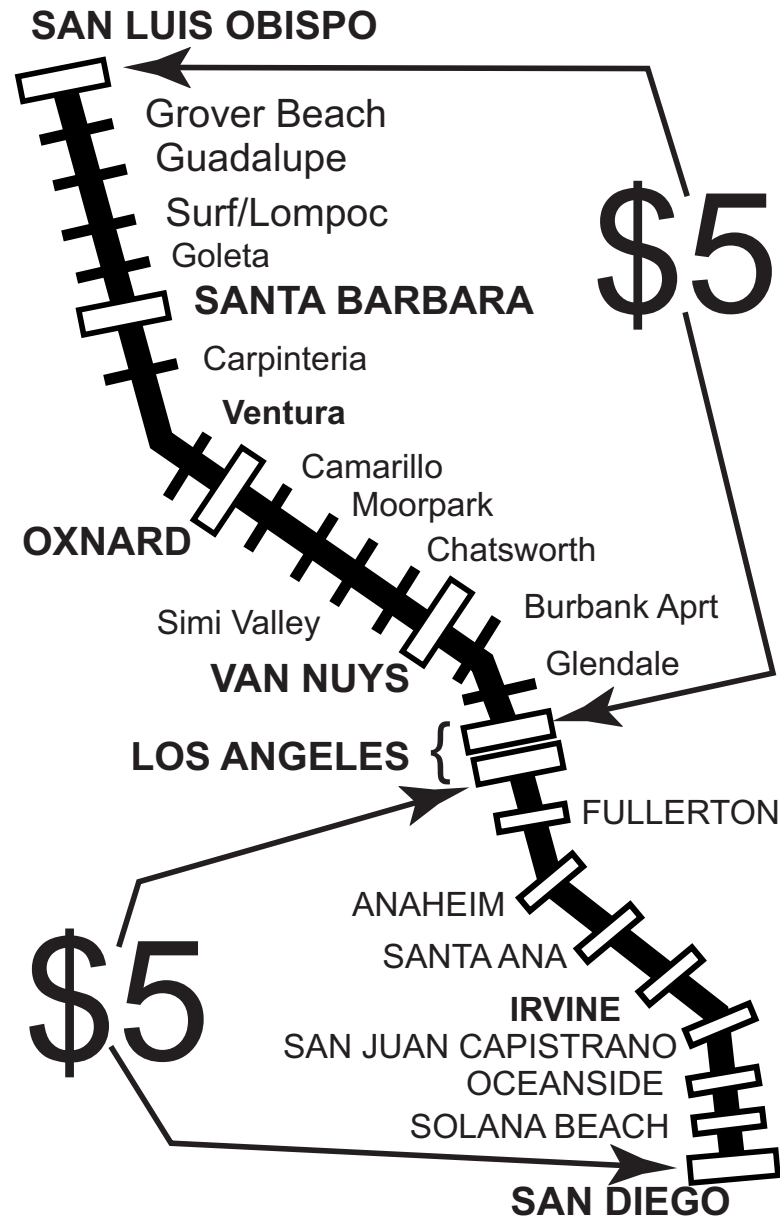 SAN LUIS OBISPO
Grover Beach
Guadalupe
$5
Surf/Lompoc
Goleta
SANTA BARBARA
Carpinteria
Ventura
Camarillo
Moorpark
OXNARD
Chatsworth
Burbank Aprt
Simi Valley
Glendale
VAN NUYS
LOS ANGELES {
FULLERTON
ANAHEIM
SANTA ANA
$5
IRVINE
SAN JUAN CAPISTRANO
OCEANSIDE
SOLANA BEACH
SAN DIEGO